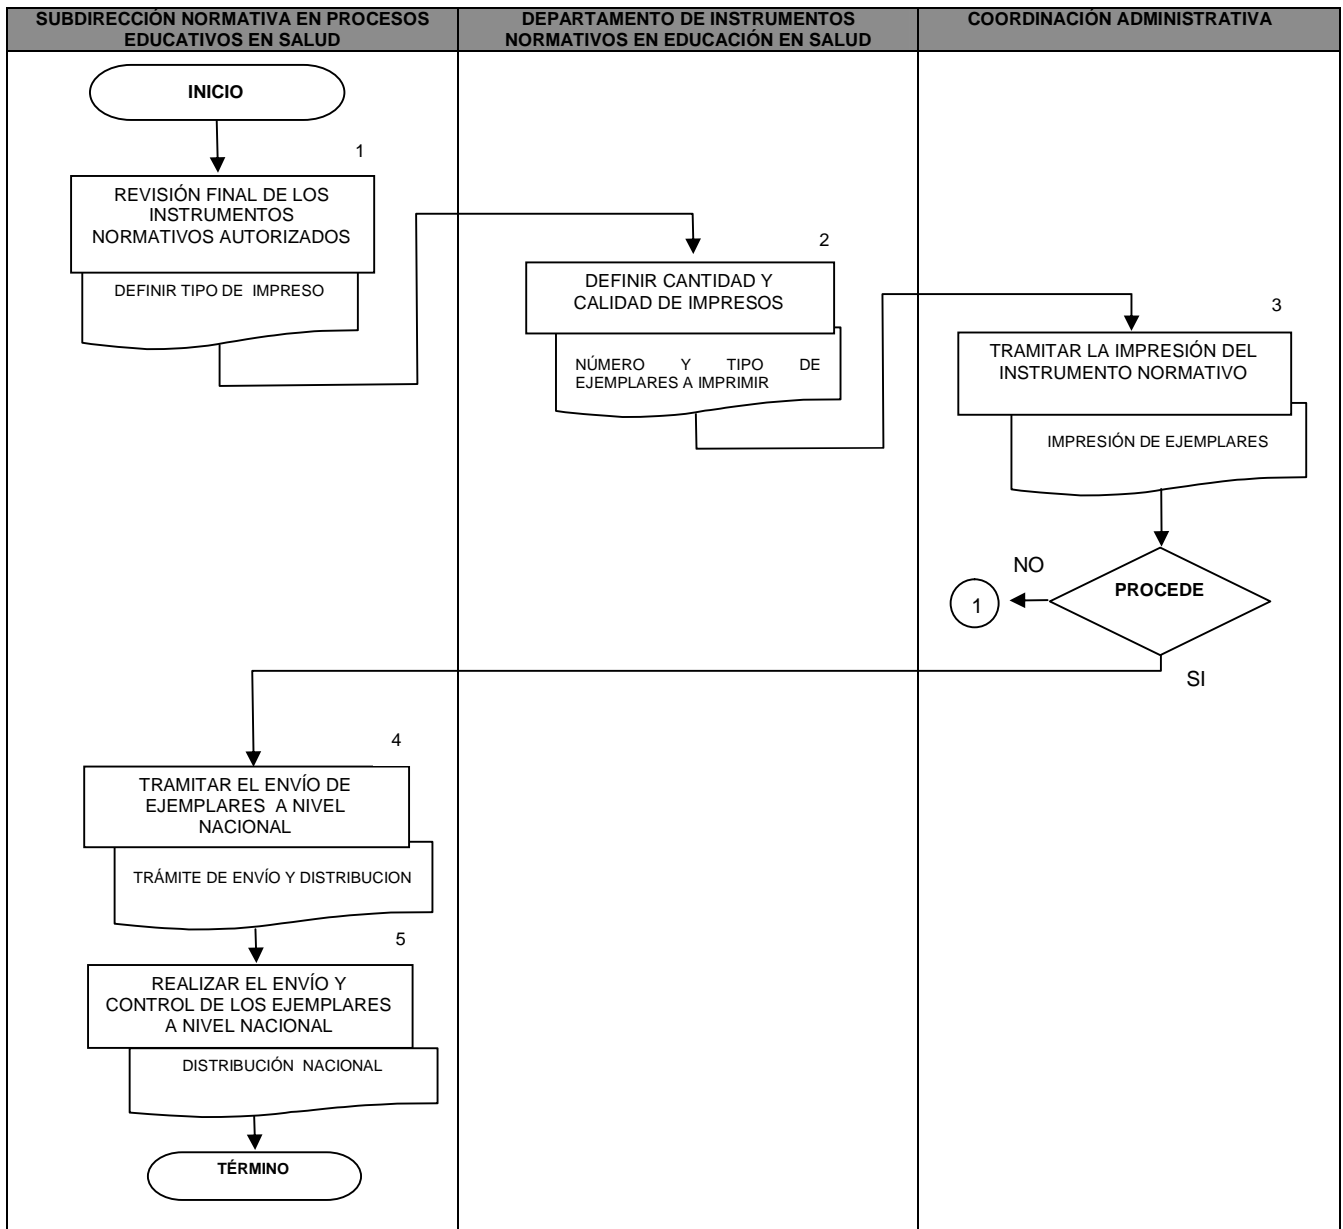 SUBDIRECCIÓN NORMATIVA EN PROCESOS
EDUCATIVOS EN SALUD
DEPARTAMENTO DE INSTRUMENTOS
NORMATIVOS EN EDUCACIÓN EN SALUD
COORDINACIÓN ADMINISTRATIVA
INICIO
1
REVISIÓN FINAL DE LOS
INSTRUMENTOS
NORMATIVOS AUTORIZADOS
DEFINIR TIPO DE IMPRESO
2
DEFINIR CANTIDAD Y
CALIDAD DE IMPRESOS
NÚMERO Y TIPO DE
EJEMPLARES A IMPRIMIR
3
TRAMITAR LA IMPRESIÓN DEL
INSTRUMENTO NORMATIVO
IMPRESIÓN DE EJEMPLARES
NO
1
PROCEDE
SI
4
TRAMITAR EL ENVÍO DE
EJEMPLARES A NIVEL
NACIONAL
TRÁMITE DE ENVÍO Y DISTRIBUCION
5
REALIZAR EL ENVÍO Y
CONTROL DE LOS EJEMPLARES
A NIVEL NACIONAL
DISTRIBUCIÓN NACIONAL
TÉRMINO